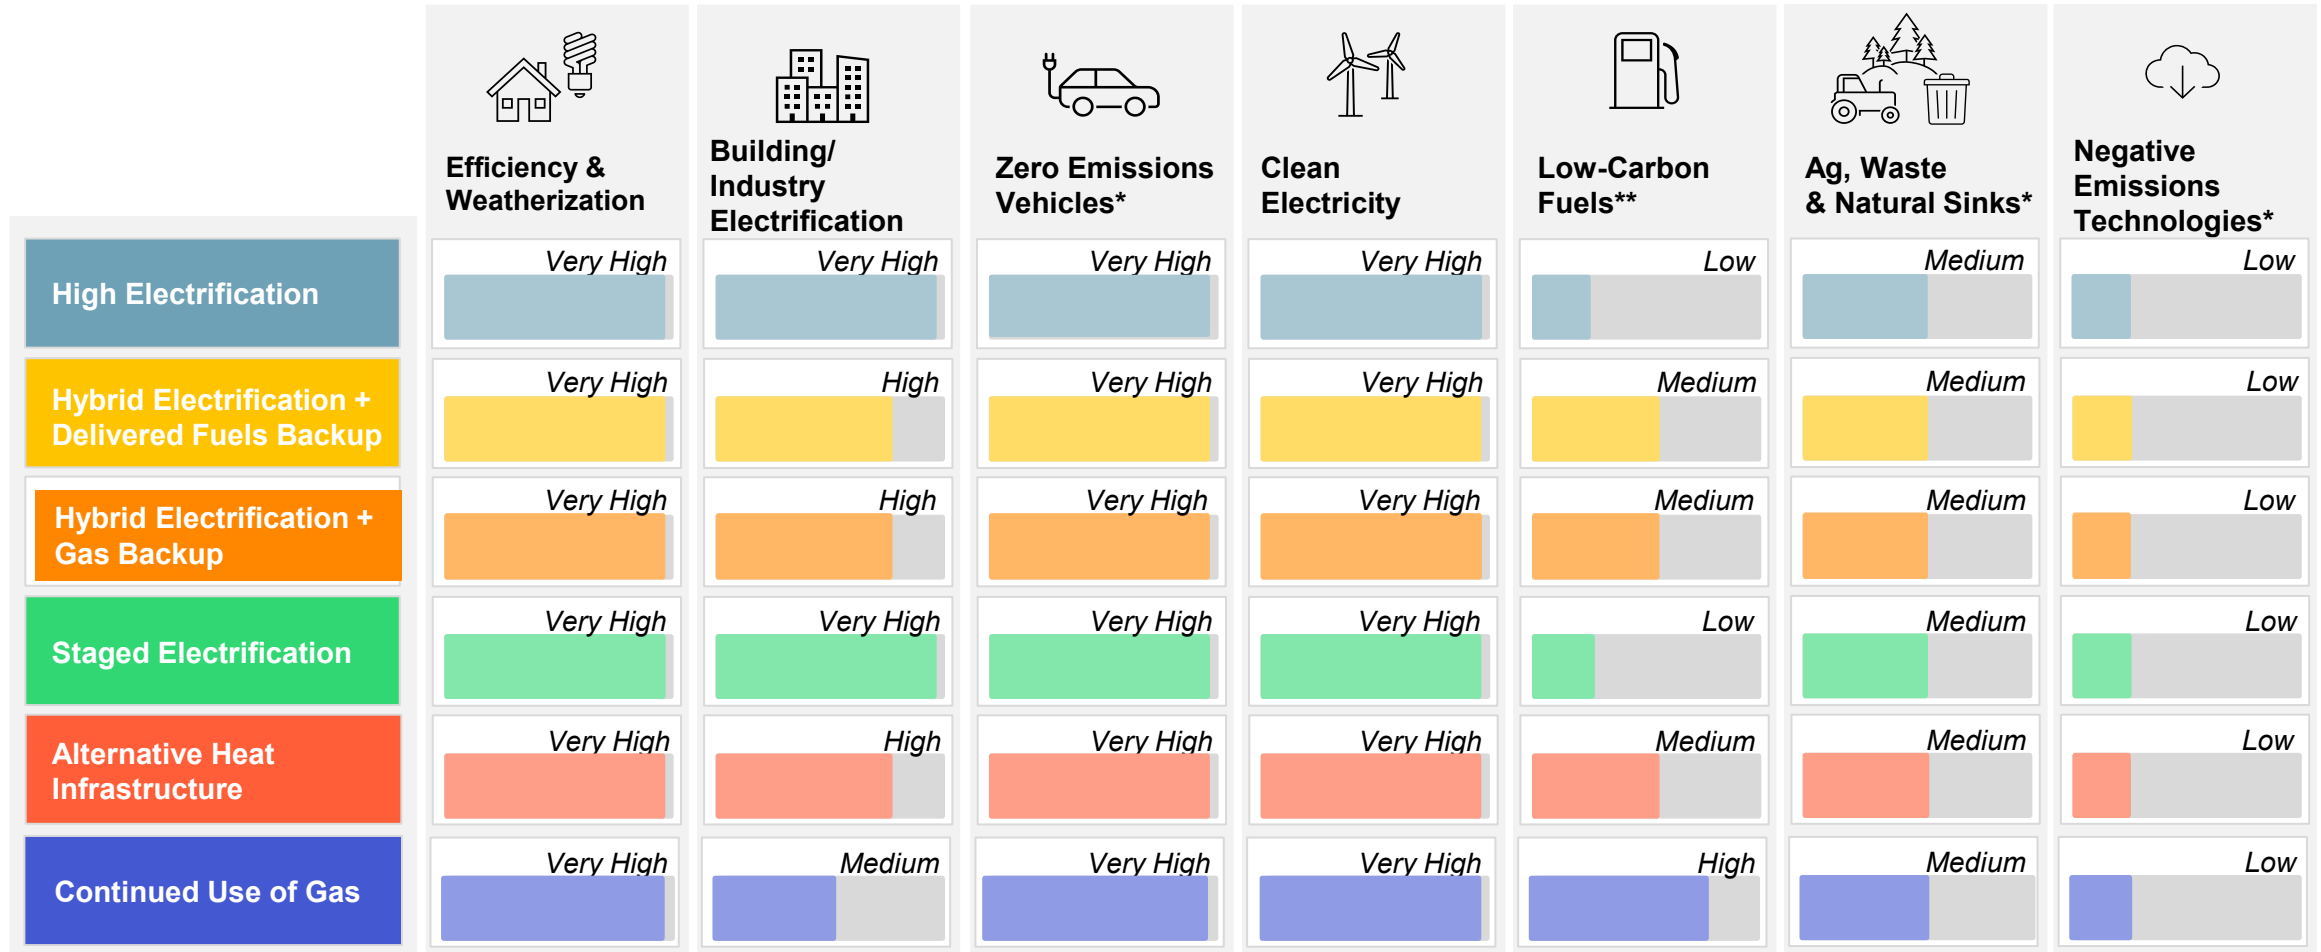 Efficiency &
Weatherization
Building/
Industry
Electrification
Zero Emissions
Vehicles*
Clean
Electricity
Low-Carbon
Fuels**
Ag, Waste
& Natural Sinks*
Negative
Emissions
Technologies*
High Electrification
Very High
Very High
Very High
Very High
Low
Medium
Low
Hybrid Electrification +
Delivered Fuels Backup
Very High
High
Very High
Very High
Medium
Medium
Low
Hybrid Electrification +
Gas Backup
Very High
High
Very High
Very High
Medium
Medium
Low
Staged Electrification
Very High
Very High
Very High
Very High
Low
Medium
Low
Alternative Heat
Infrastructure
Very High
High
Very High
Very High
Medium
Medium
Low
Continued Use of Gas
Very High
Medium
Very High
Very High
High
Medium
Low